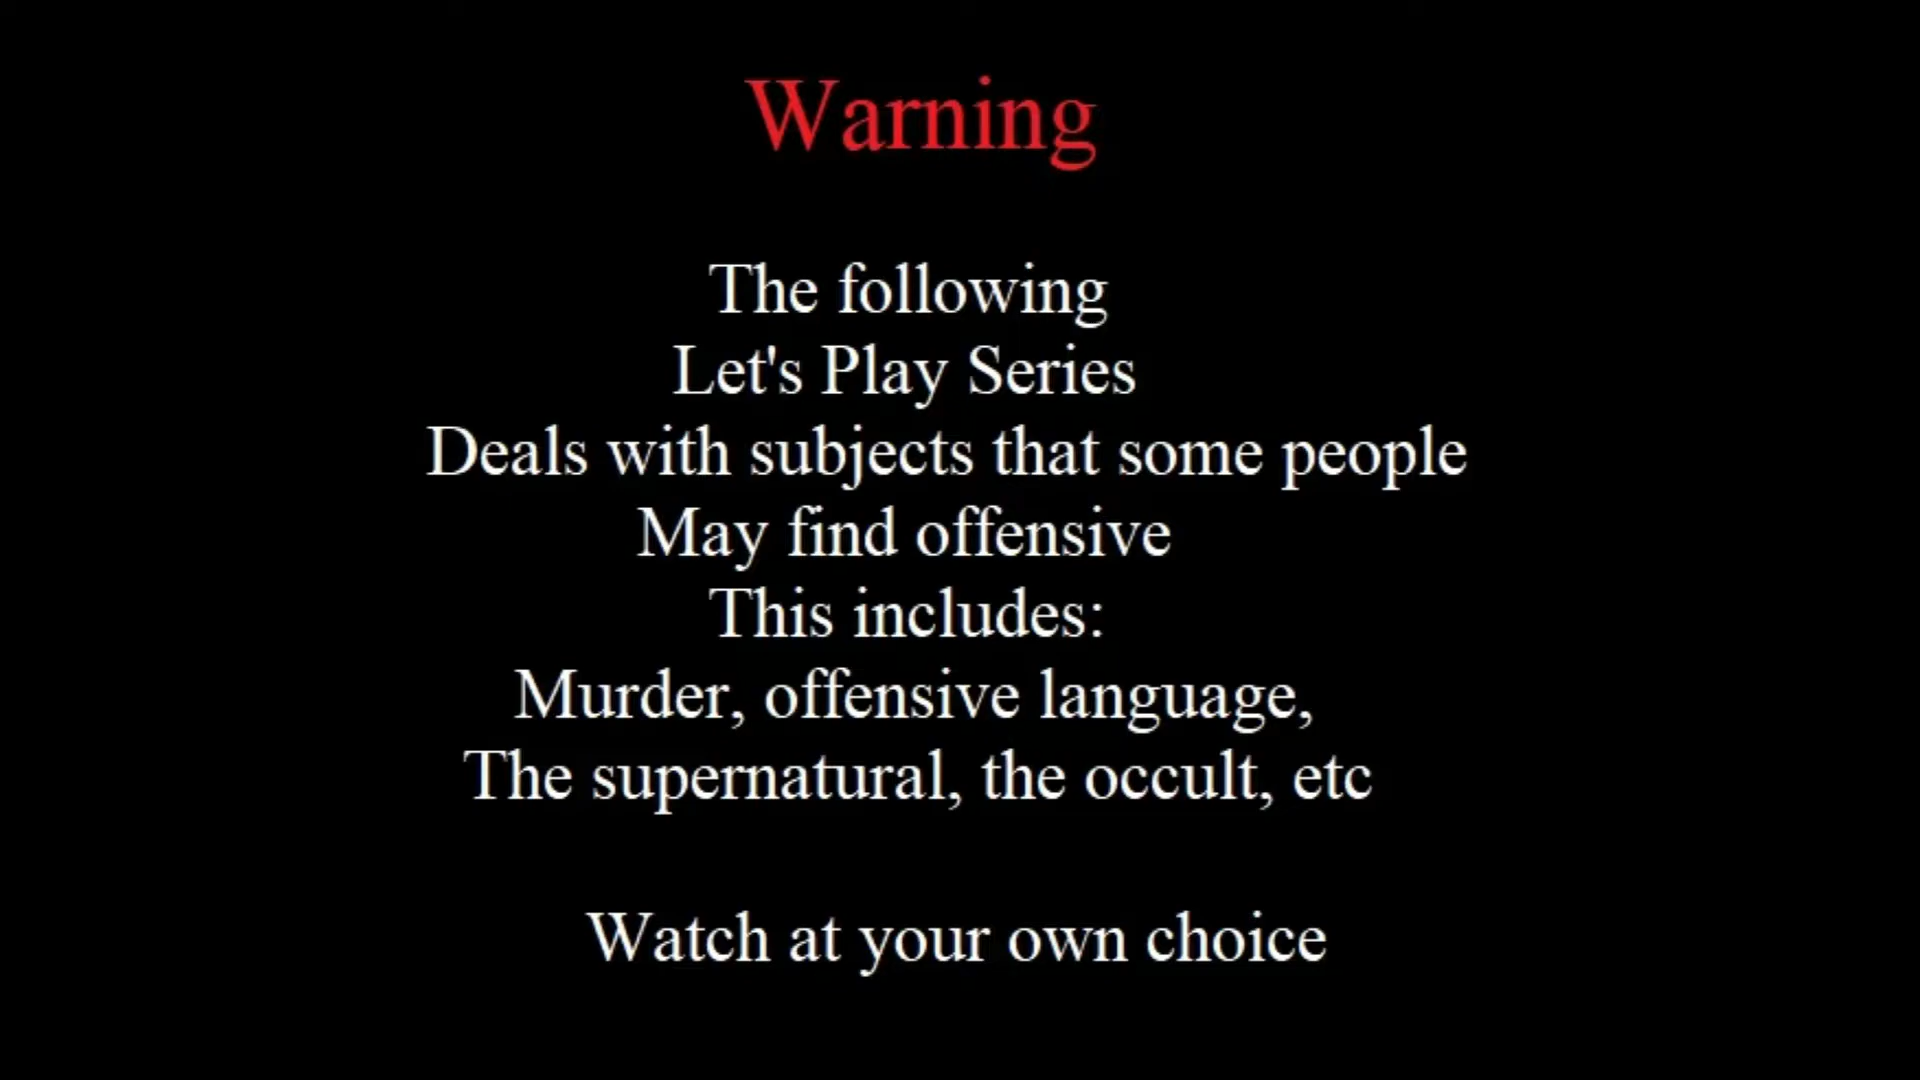 Warning
The following
Let's Play Series
Deals with subjects that some people
May find offensive
This includes:
Murder, offensive language,
The supernatural, the occult, etc
Watch at your own choice